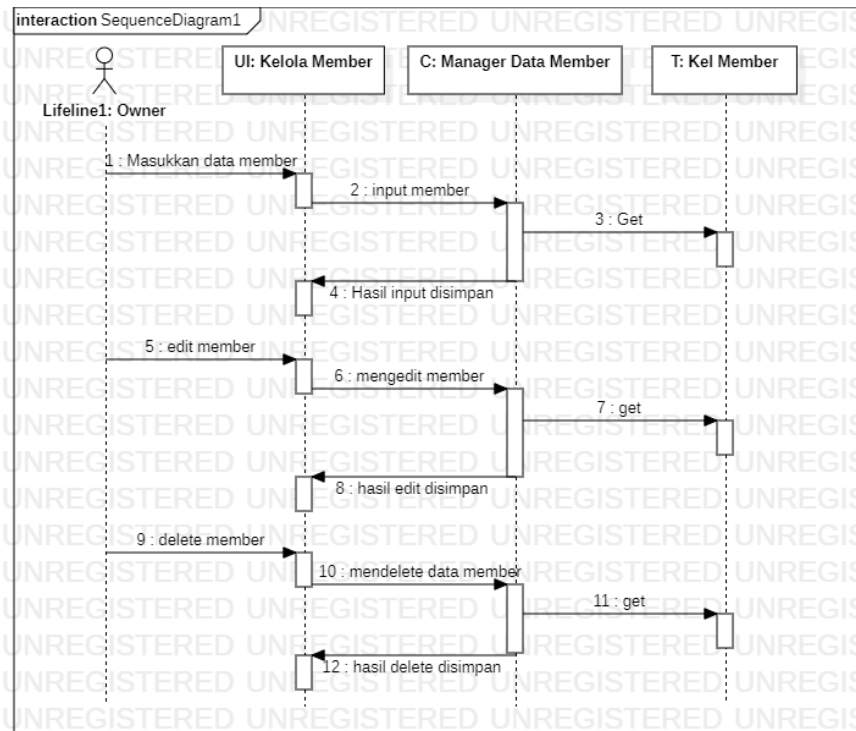 interaction SequenceDiagram1
UI: Kelola Member
C: Manager Data Member
T: Kel Member
Lifeline1: Owner
1 : Masukkan data member
2 : input member
3 : Get
4 : Hasil input disimpan
5 : edit member
6 : mengedit member
7 : get
8 : hasil edit disimpan
9 : delete member
10 : mendelete data member
11 : get
12 : hasil delete disimpan
UNREGISTERED